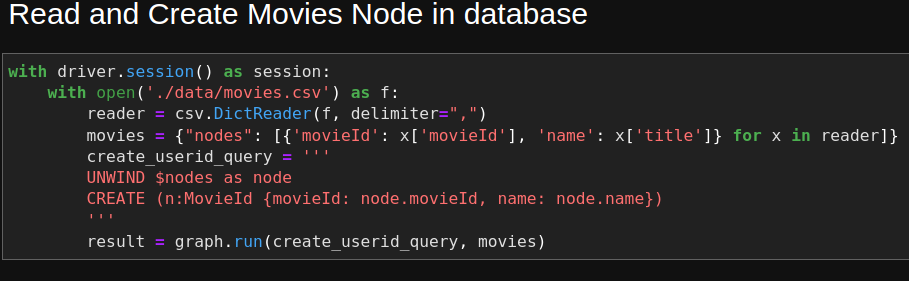 Read and Create Movies Node in database
with driver.session() as session:
    with open('./data/movies.csv') as f:
        reader = csv.DictReader(f, delimiter=",")
        movies = {"nodes": [{'movieId': x['movieId'], 'name': x['title']} for x in reader]}
        create_userid_query = '''
        UNWIND $nodes as node
        CREATE (n:MovieId {movieId: node.movieId, name: node.name})
        '''
        result = graph.run(create_userid_query, movies)